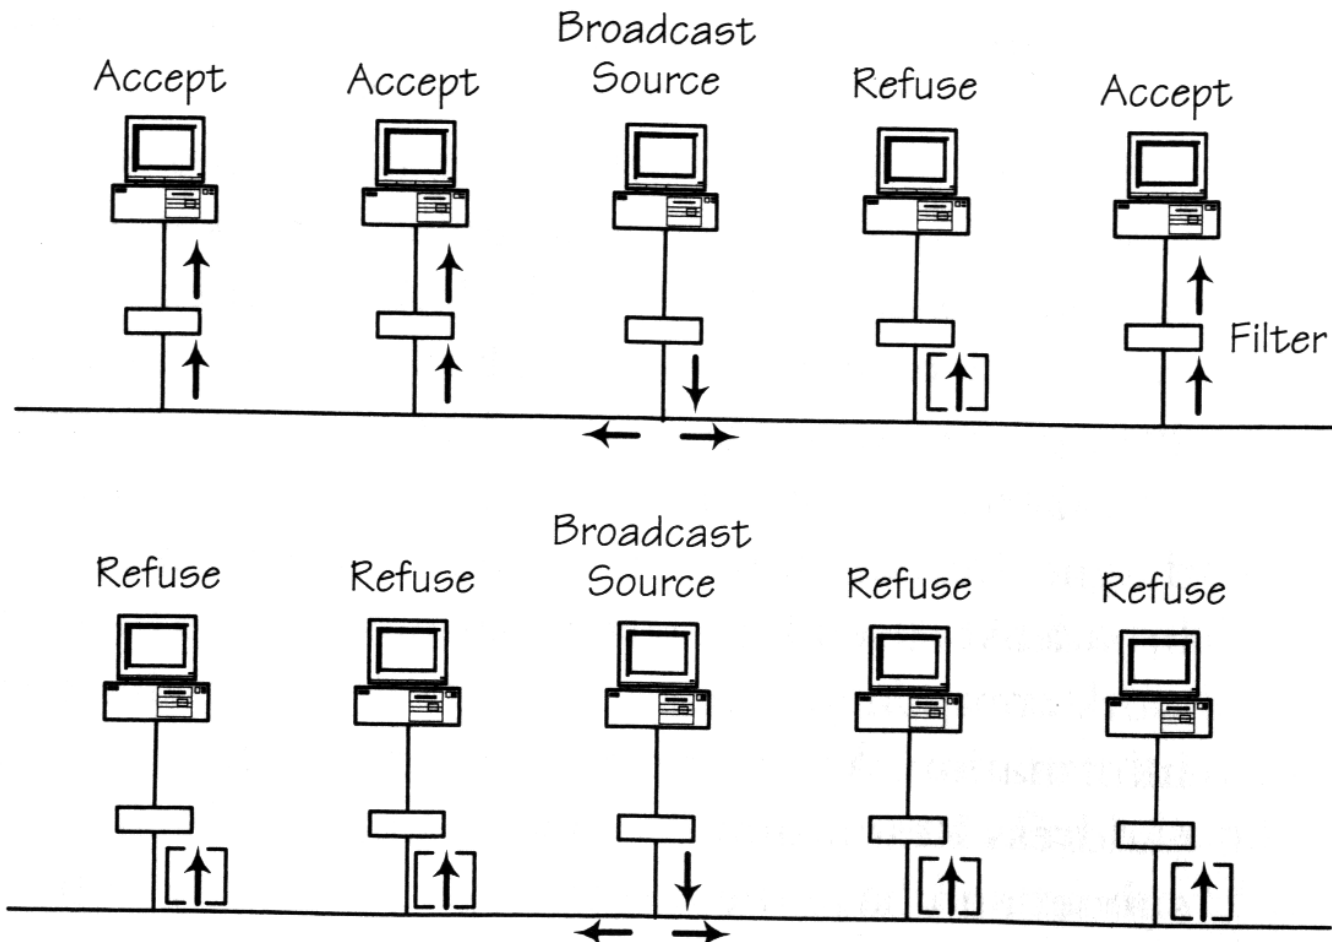 Broadcast
Source
Accept
Accept
Refuse
Accept
Filter
Broadcast
Source
Refuse
Refuse
Refuse
Refuse